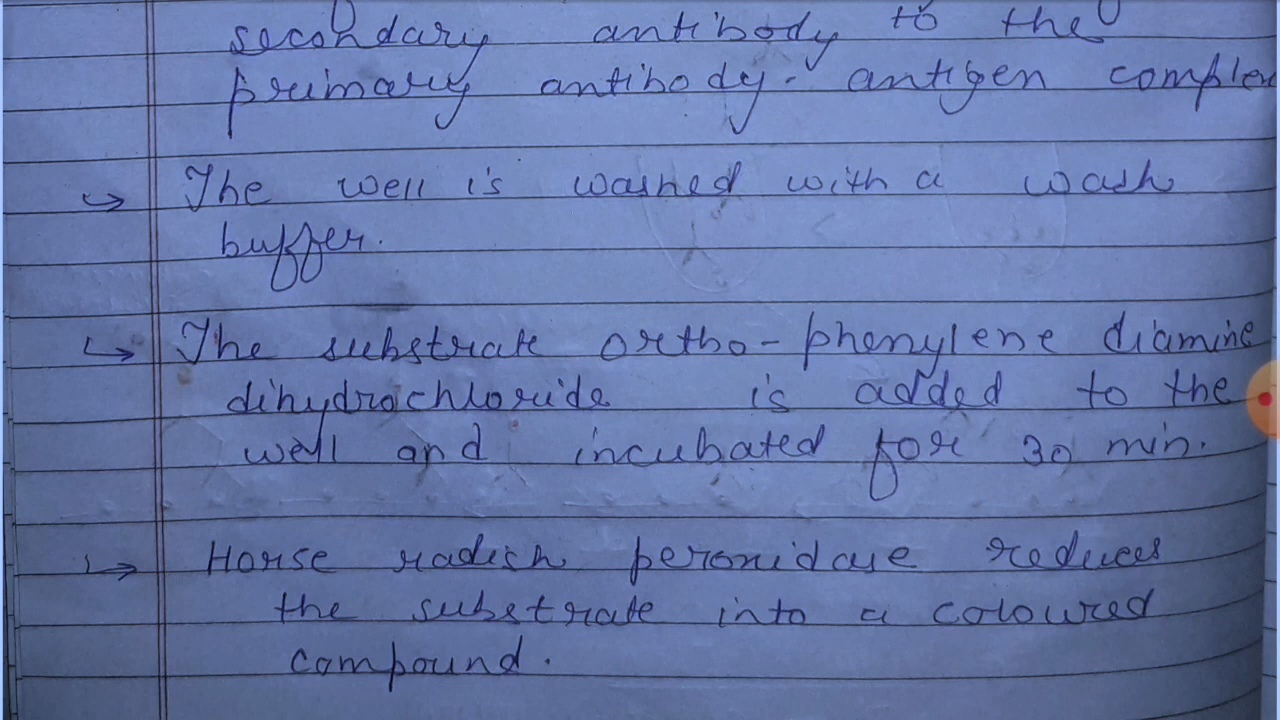 secondary antibody to the
primary antibody-antigen complex
↳ The well is washed with a wash
buffer.
↳ The substrate ortho-phenylene diamine
dihydrochloride is added to the
well and incubated for 30 min.
↳ Horse radish peroxidase reduces
the substrate into a coloured
compound.